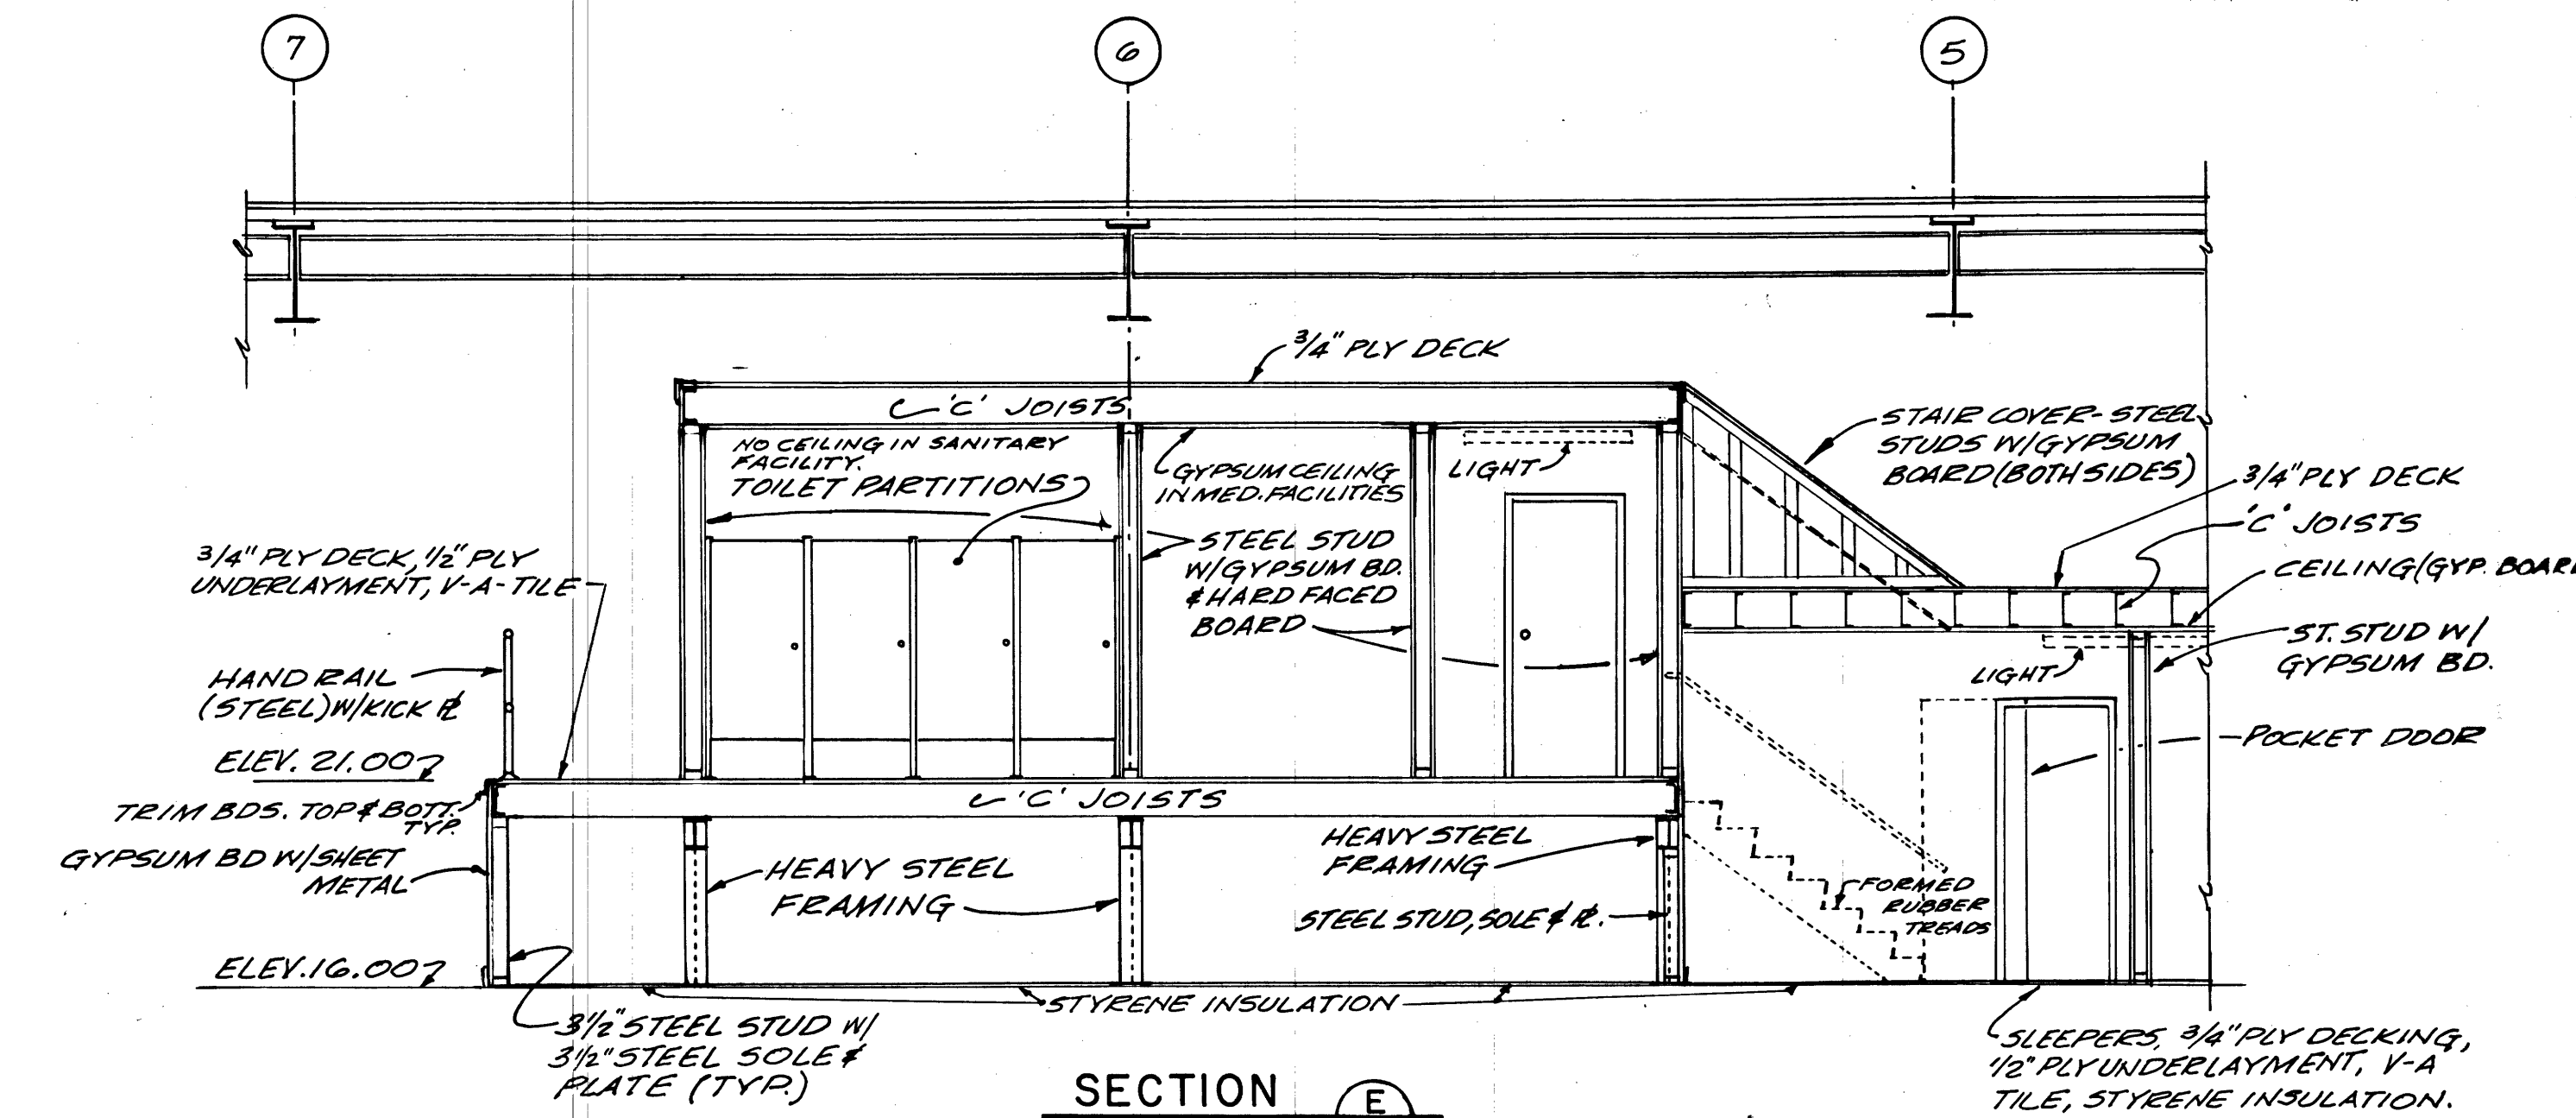 7
6
5
3/4" PLY DECK
'C' JOISTS
NO CEILING IN SANITARY
FACILITY.
TOILET PARTITIONS
GYPSUM CEILING
IN MED. FACILITIES
LIGHT
STAIR COVER-STEEL
STUDS W/GYPSUM
BOARD (BOTH SIDES)
3/4" PLY DECK
'C' JOISTS
CEILING (GYP. BOARD
ST. STUD W/
GYPSUM BD.
LIGHT
POCKET DOOR
STEEL STUD
W/GYPSUM BD.
& HARD FACED
BOARD
3/4" PLY DECK, 1/2" PLY
UNDERLAYMENT, V-A-TILE
HAND RAIL
(STEEL) W/KICK PL
ELEV. 21.00
TRIM BDS. TOP & BOTT.
TYP.
GYPSUM BD W/SHEET
METAL
ELEV. 16.00
'C' JOISTS
HEAVY STEEL
FRAMING
HEAVY STEEL
FRAMING
STEEL STUD, SOLE & PL.
FORMED
RUBBER
TREADS
STYRENE INSULATION
3 1/2" STEEL STUD W/
3 1/2" STEEL SOLE &
PLATE (TYP.)
SLEEPERS, 3/4" PLY DECKING,
1/2" PLY UNDERLAYMENT, V-A
TILE, STYRENE INSULATION.
SECTION E